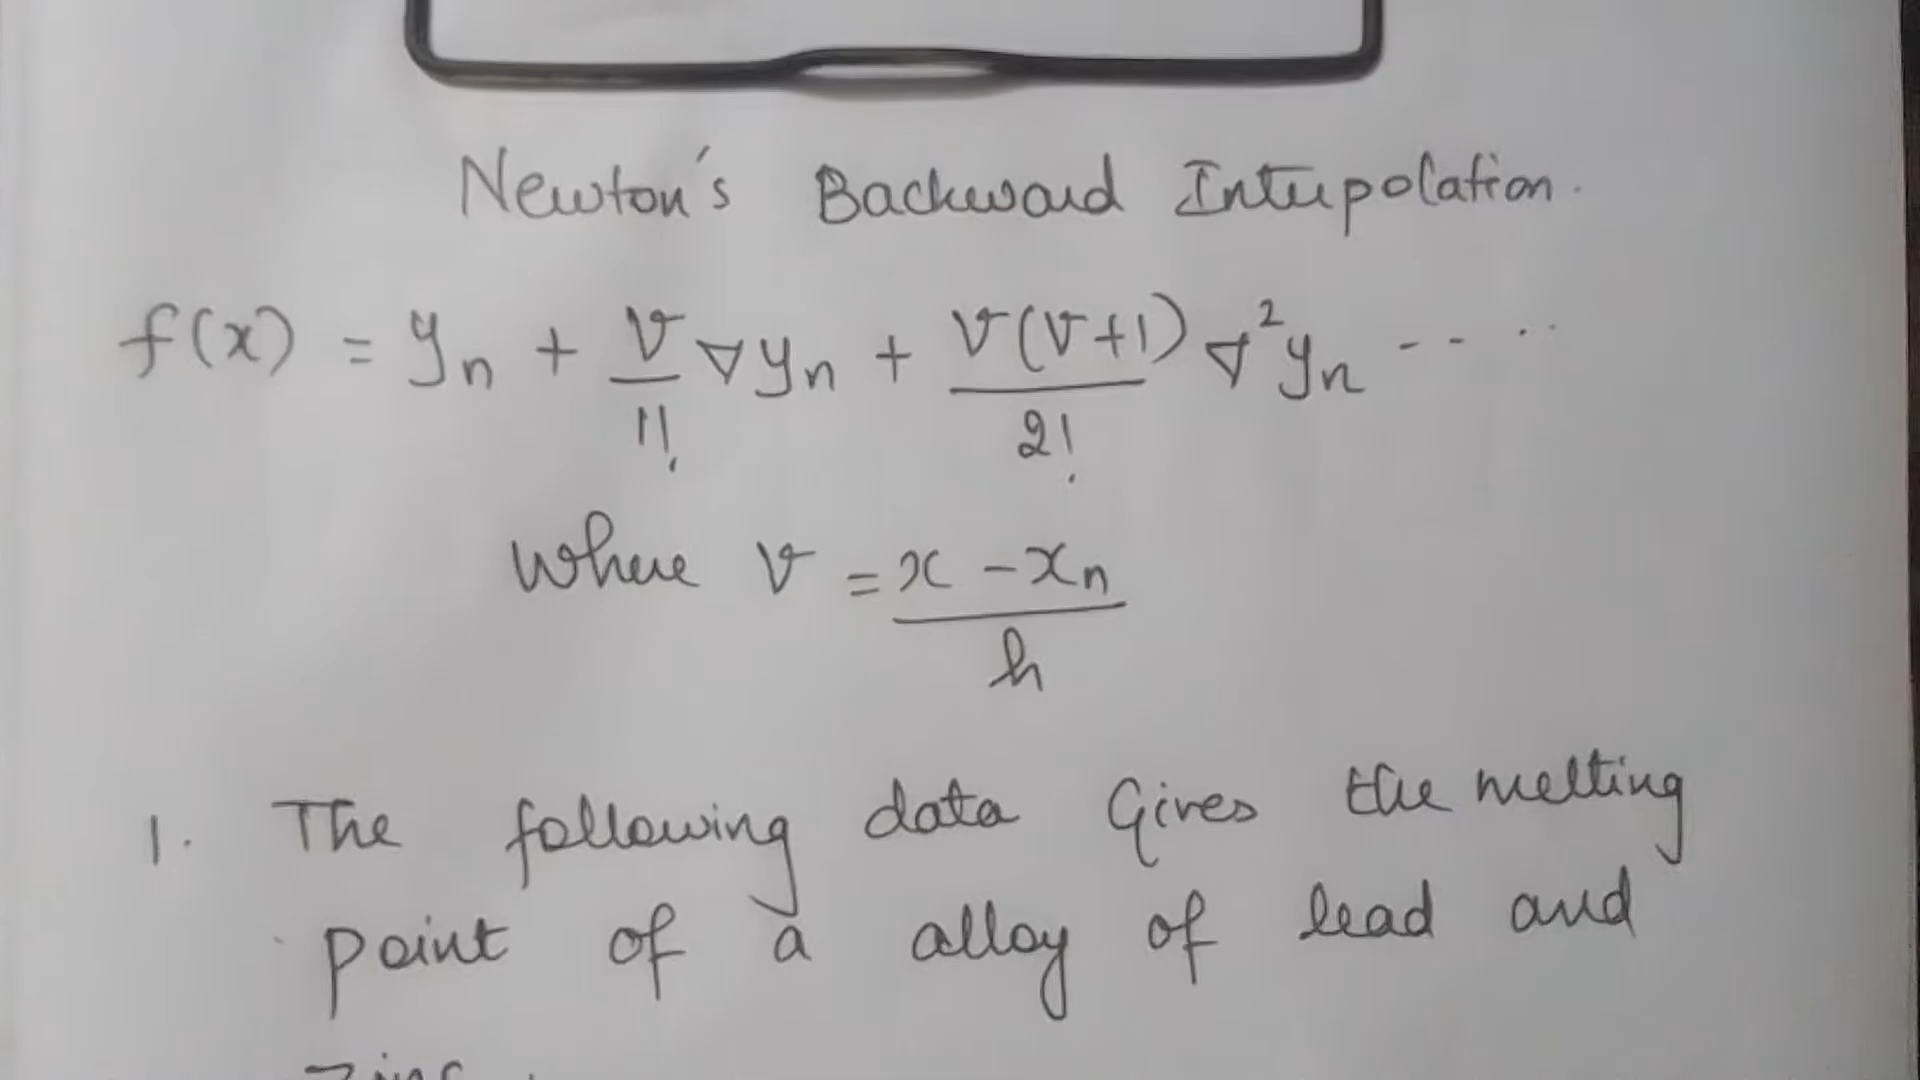 Newton's Backward Interpolation.
f(x) = yₙ + v/1! ∇yₙ + v(v+1)/2! ∇²yₙ ----
where v = x - xₙ / h
1. The following data Gives the melting
point of a alloy of lead and
zinc